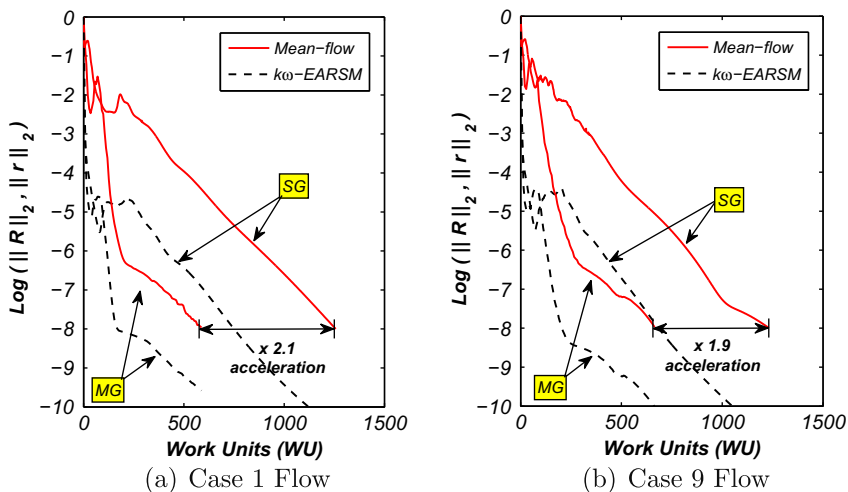 0
−1
−2
−3
−4
−5
−6
−7
−8
−9
−10
Log ( || R ||₂ , || r ||₂ )
Mean−flow
kω−EARSM
SG
MG
x 2.1
acceleration
0
500
1000
1500
Work Units (WU)
(a) Case 1 Flow
0
−1
−2
−3
−4
−5
−6
−7
−8
−9
−10
Log ( || R ||₂ , || r ||₂ )
Mean−flow
kω−EARSM
SG
MG
x 1.9
acceleration
0
500
1000
1500
Work Units (WU)
(b) Case 9 Flow